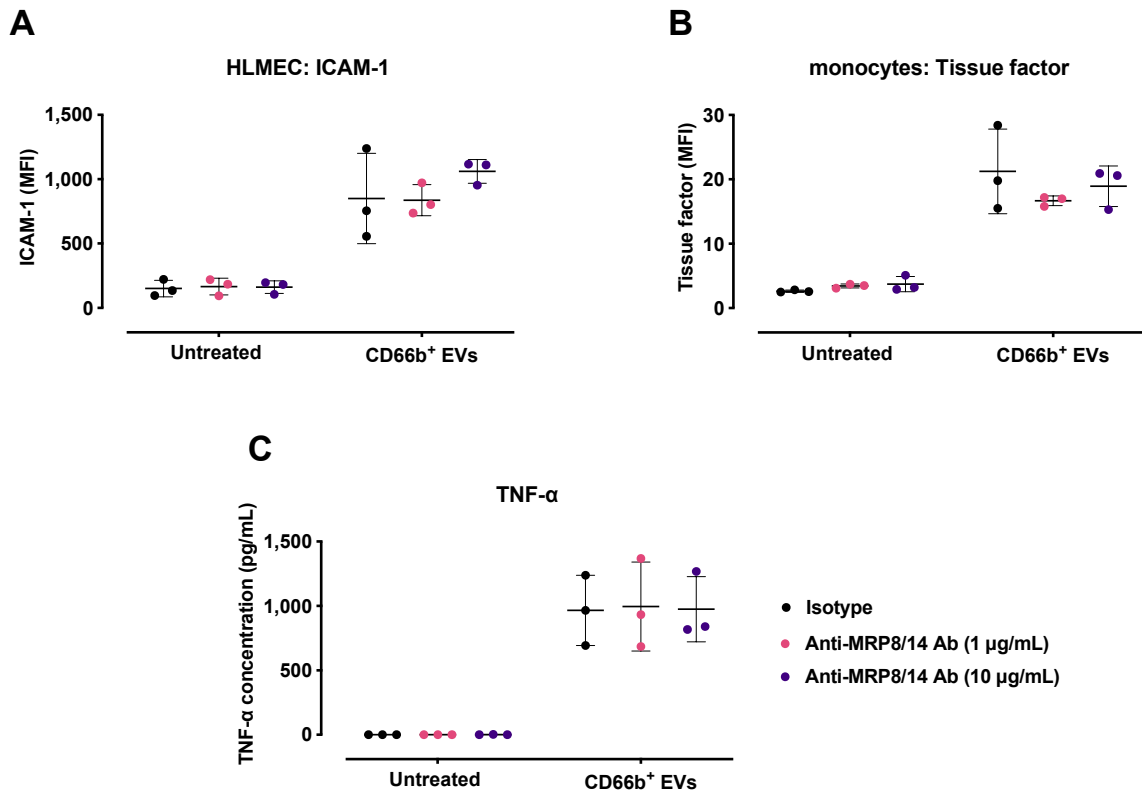 A
HLMEC: ICAM-1
ICAM-1 (MFI)
1,500
1,000
500
0
Untreated
CD66b⁺ EVs
B
monocytes: Tissue factor
Tissue factor (MFI)
30
20
10
0
Untreated
CD66b⁺ EVs
C
TNF-α
TNF-α concentration (pg/mL)
1,500
1,000
500
0
Untreated
CD66b⁺ EVs
Isotype
Anti-MRP8/14 Ab (1 µg/mL)
Anti-MRP8/14 Ab (10 µg/mL)